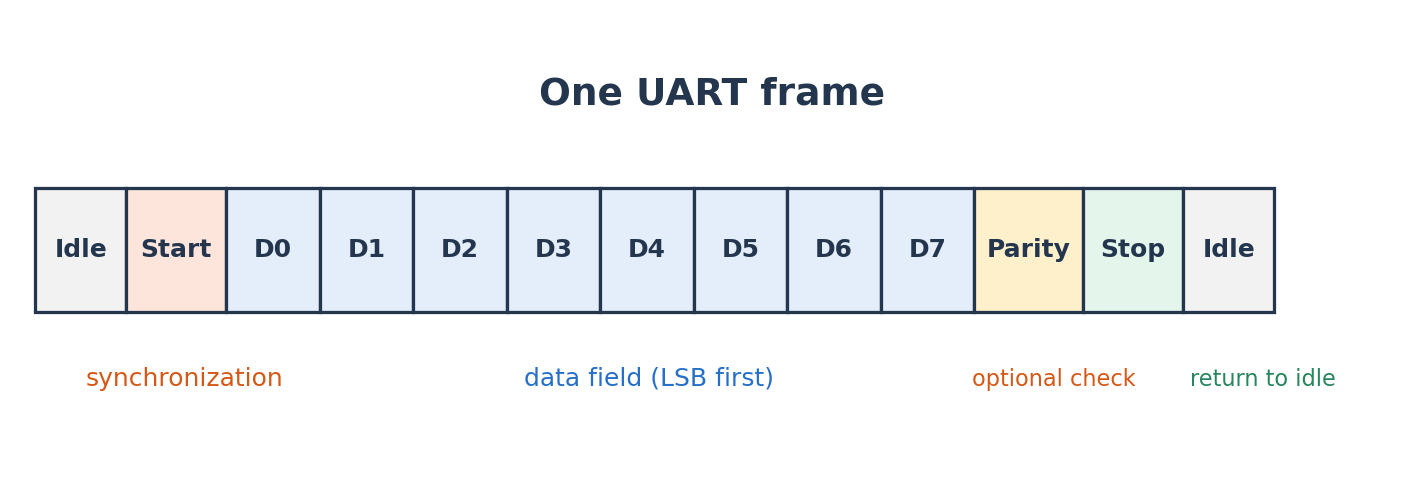 One UART frame
Idle Start D0 D1 D2 D3 D4 D5 D6 D7 Parity Stop Idle
synchronization data field (LSB first) optional check return to idle